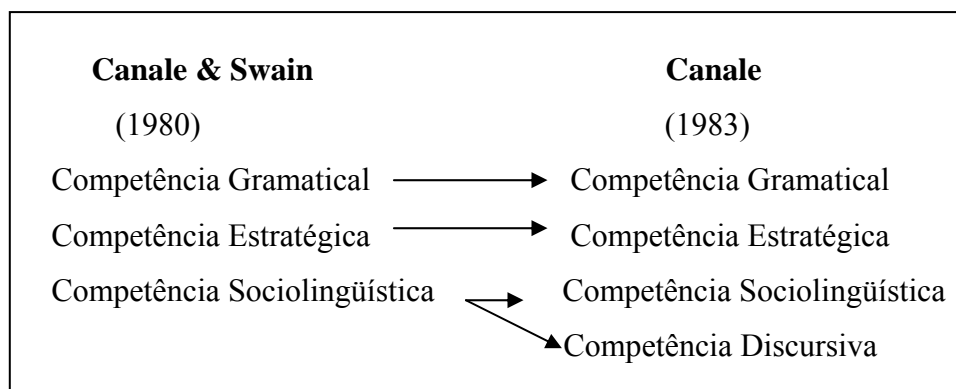 Canale & Swain Canale
(1980) (1983)
Competência Gramatical Competência Gramatical
Competência Estratégica Competência Estratégica
Competência Sociolingüística Competência Sociolingüística
Competência Discursiva